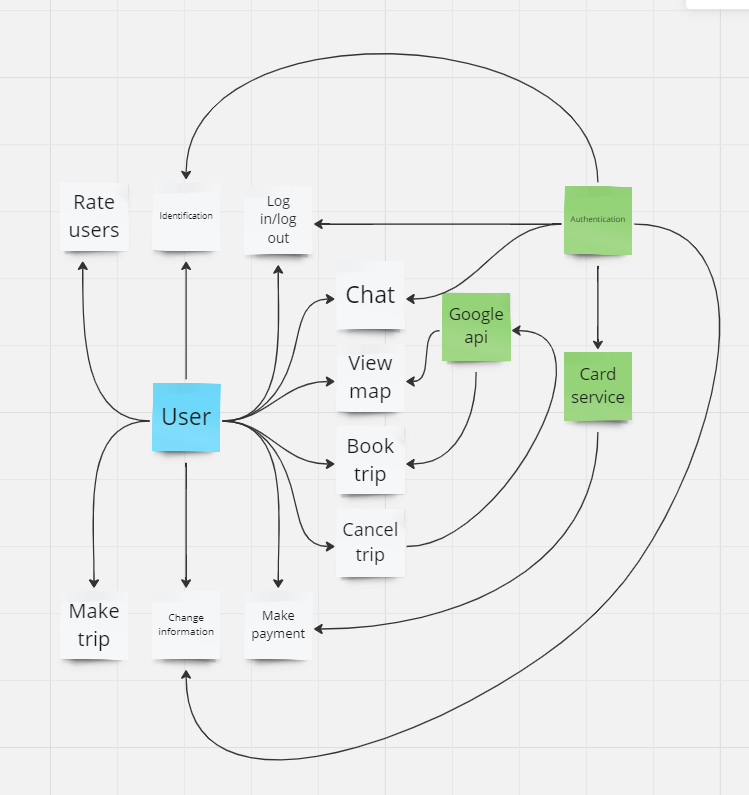 Rate
users
Identification
Log
in/log
out
Authentication
Chat
Google
api
View
map
Card
service
User
Book
trip
Cancel
trip
Make
trip
Change
information
Make
payment